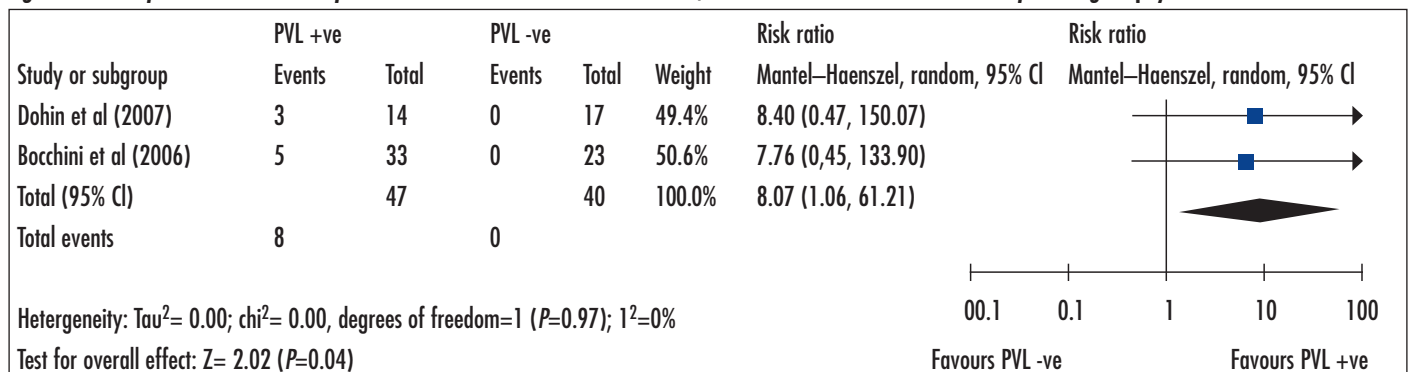 PVL +ve PVL -ve Risk ratio Risk ratio
Study or subgroup Events Total Events Total Weight Mantel–Haenszel, random, 95% Cl Mantel–Haenszel, random, 95% Cl
Dohin et al (2007) 3 14 0 17 49.4% 8.40 (0.47, 150.07)
Bocchini et al (2006) 5 33 0 23 50.6% 7.76 (0,45, 133.90)
Total (95% Cl) 47 40 100.0% 8.07 (1.06, 61.21)
Total events 8 0
00.1 0.1 1 10 100
Hetergeneity: Tau²= 0.00; chi²= 0.00, degrees of freedom=1 (P=0.97); 1²=0%
Test for overall effect: Z= 2.02 (P=0.04) Favours PVL -ve Favours PVL +ve